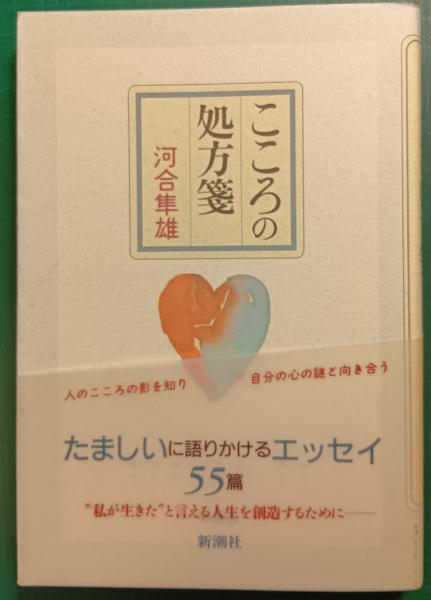 こころの
処方箋
河合隼雄
人のこころの影を知り
自分の心の謎と向き合う
たましいに語りかけるエッセイ
55篇
“私が生きた”と言える人生を創造するために――
新潮社